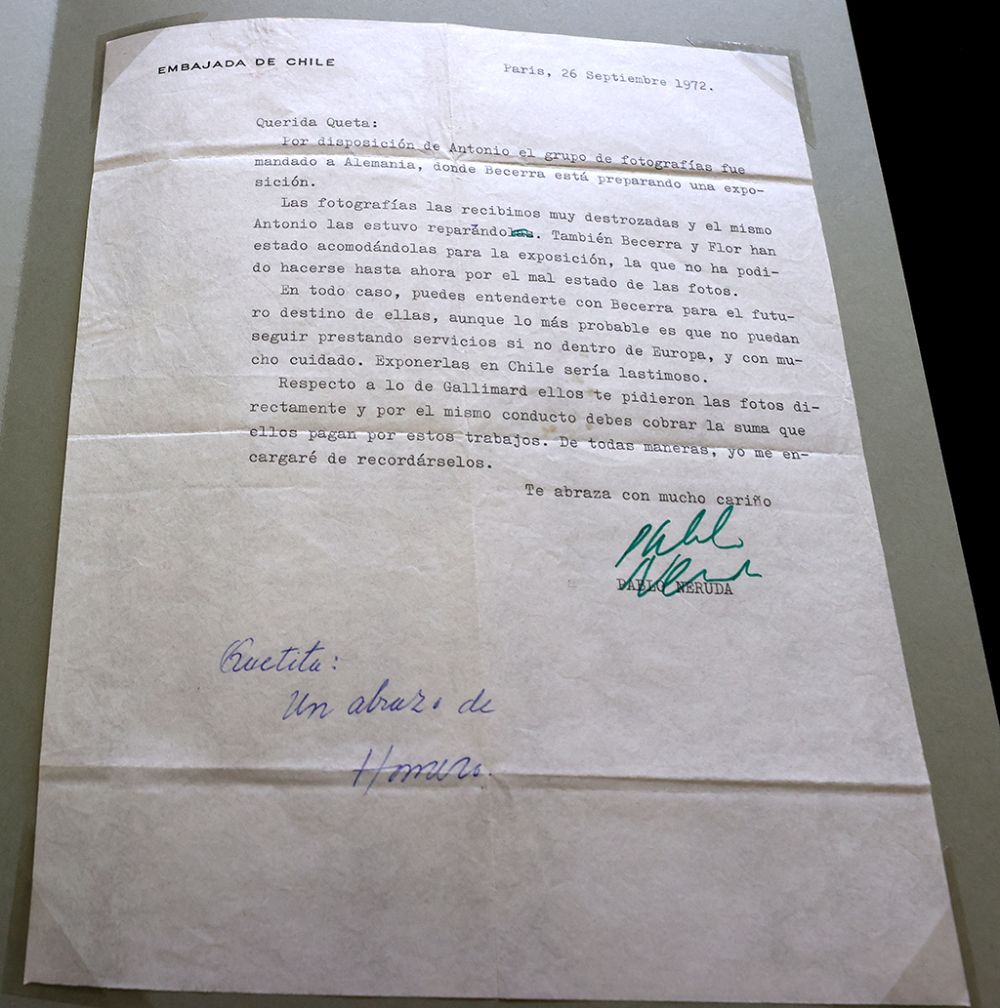 EMBAJADA DE CHILE
Paris, 26 Septiembre 1972.
Querida Queta:
Por disposición de Antonio el grupo de fotografías fue
mandado a Alemania, donde Becerra está preparando una expo-
sición.
Las fotografías las recibimos muy destrozadas y el mismo
Antonio las estuvo reparándo. También Becerra y Flor han
estado acomodándolas para la exposición, la que no ha podi-
do hacerse hasta ahora por el mal estado de las fotos.
En todo caso, puedes entenderte con Becerra para el futu-
ro destino de ellas, aunque lo más probable es que no puedan
seguir prestando servicios si no dentro de Europa, y con mu-
cho cuidado. Exponerlas en Chile sería lastimoso.
Respecto a lo de Gallimard ellos te pidieron las fotos di-
rectamente y por el mismo conducto debes cobrar la suma que
ellos pagan por estos trabajos. De todas maneras, yo me en-
cargaré de recordárselos.
Te abraza con mucho cariño
Pablo
Neruda
PABLO NERUDA
Quetita:
Un abrazo de
Homero.